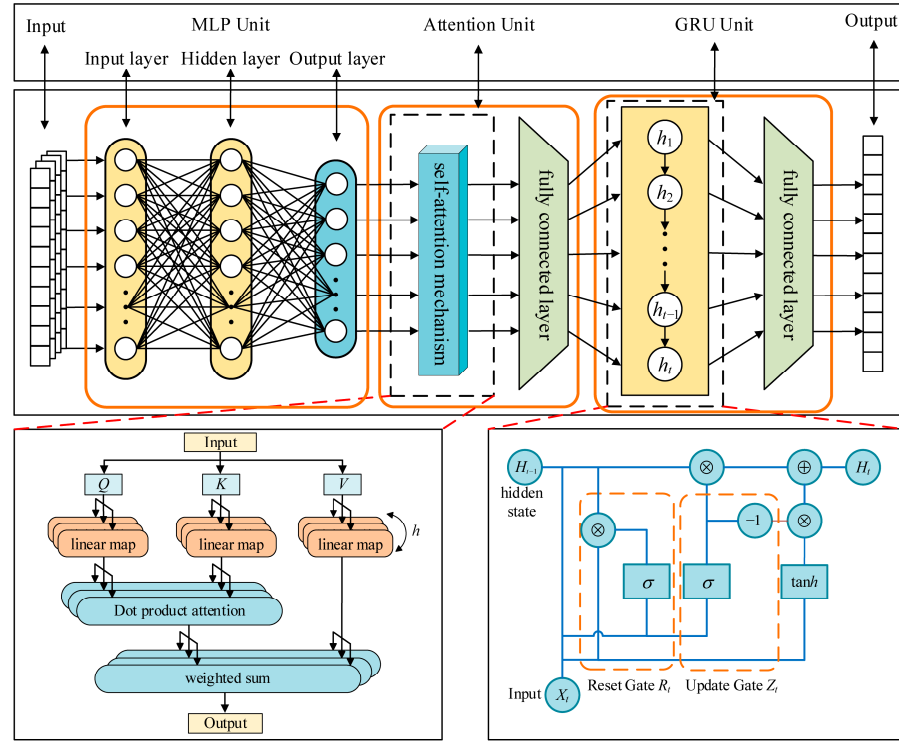 Input
MLP Unit
Attention Unit
GRU Unit
Output
Input layer
Hidden layer
Output layer
self-attention mechanism
fully connected layer
h1
h2
ht−1
ht
fully connected layer
Input
Q
K
V
linear map
linear map
linear map
h
Dot product attention
weighted sum
Output
Ht−1
hidden
state
⊗
⊕
Ht
⊗
−1
⊗
σ
σ
tanh
Reset Gate Rt
Update Gate Zt
Input
Xt